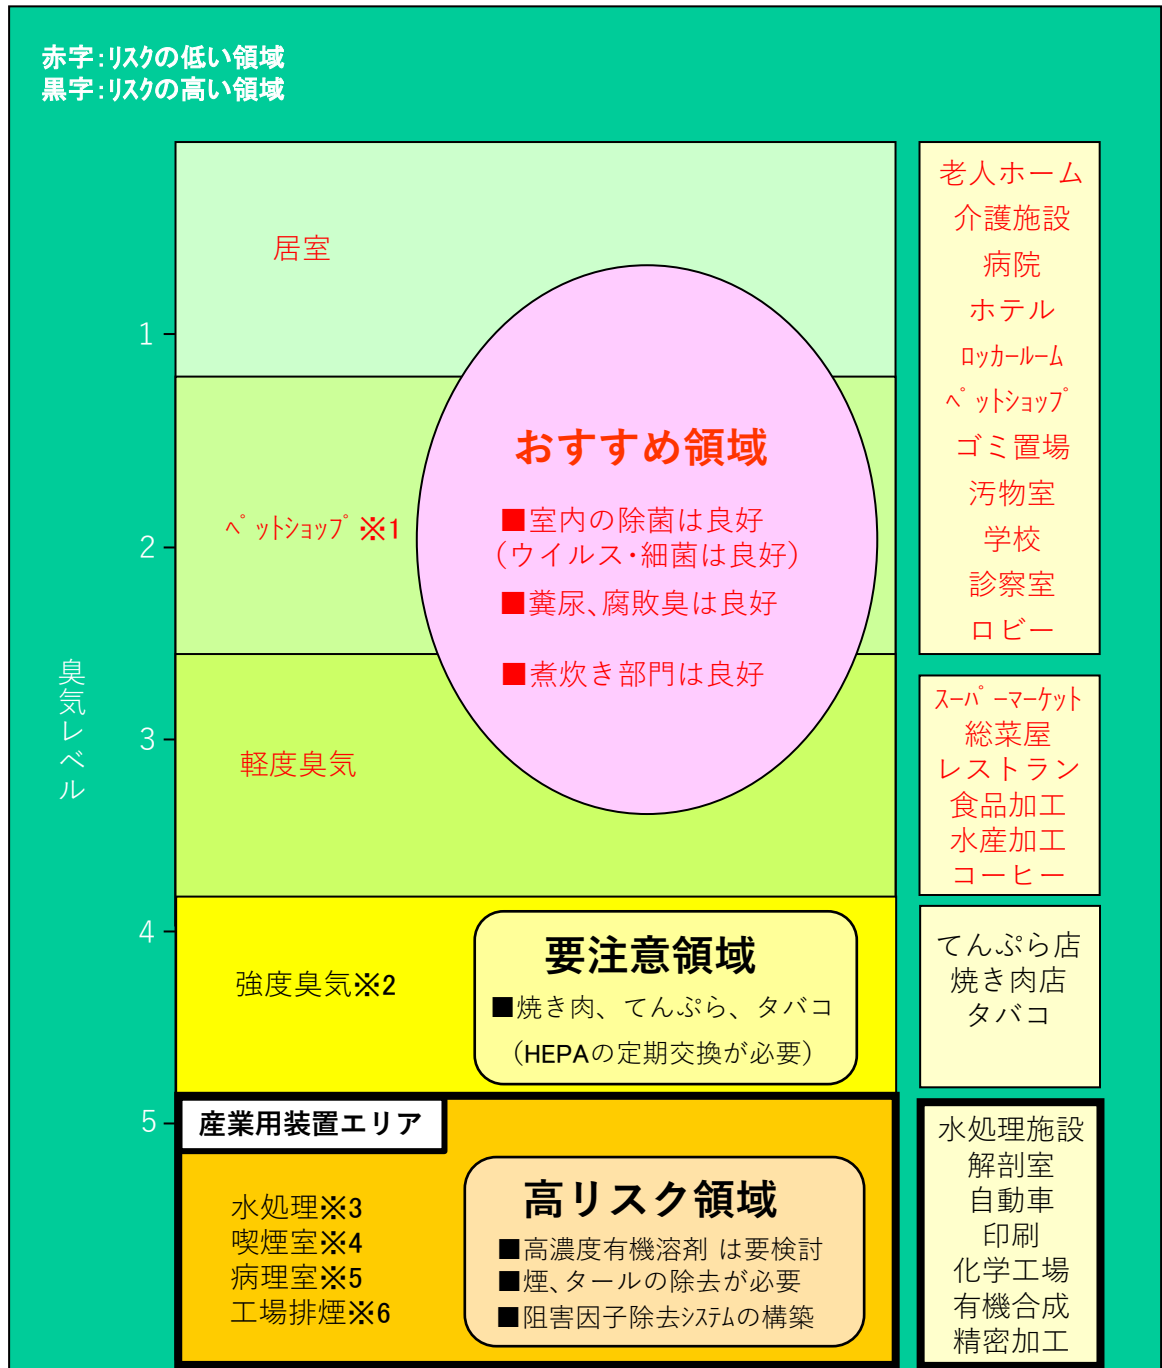 赤字:ﾘｽｸの低い領域
黒字:ﾘｽｸの高い領域
臭気レベル
1
2
3
4
5
居室
ﾍﾟｯﾄｼｮｯﾌﾟ ※1
軽度臭気
強度臭気※2
おすすめ領域
■室内の除菌は良好
（ウイルス・細菌は良好）
■糞尿、腐敗臭は良好
■煮炊き部門は良好
要注意領域
■焼き肉、てんぷら、タバコ
（HEPAの定期交換が必要）
産業用装置エリア
水処理※3
喫煙室※4
病理室※5
工場排煙※6
高リスク領域
■高濃度有機溶剤 は要検討
■煙、タールの除去が必要
■阻害因子除去ｼｽﾃﾑの構築
老人ホーム
介護施設
病院
ホテル
ﾛｯｶｰﾙｰﾑ
ﾍﾟｯﾄｼｮｯﾌﾟ
ゴミ置場
汚物室
学校
診察室
ロビー
ｽｰﾊﾟｰﾏｰｹｯﾄ
総菜屋
レストラン
食品加工
水産加工
コーヒー
てんぷら店
焼き肉店
タバコ
水処理施設
解剖室
自動車
印刷
化学工場
有機合成
精密加工